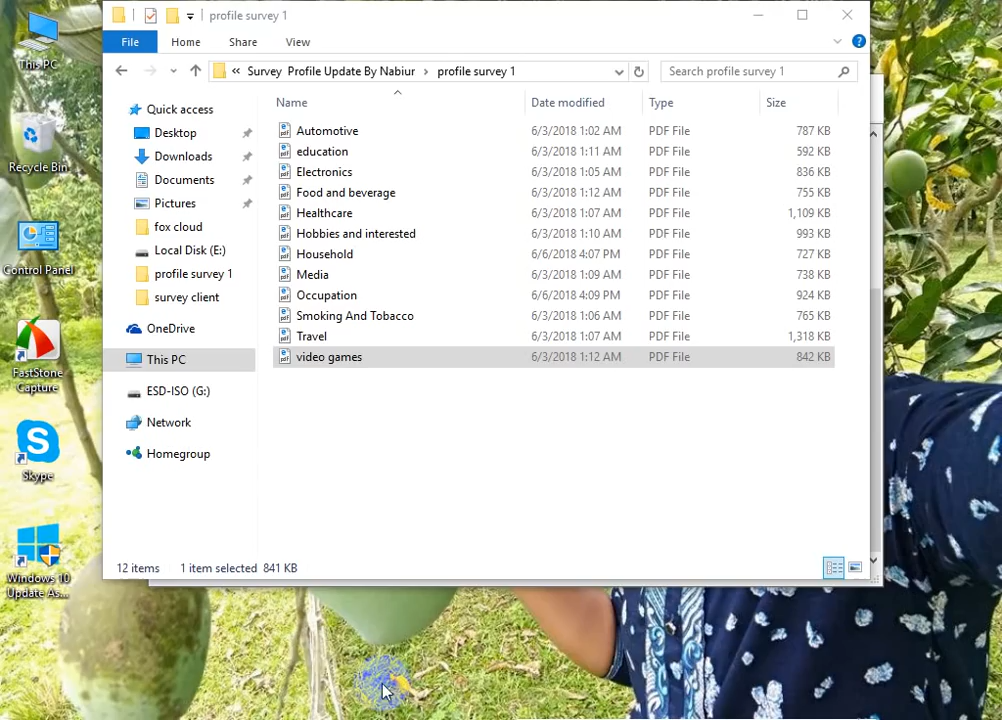 profile survey 1
File Home Share View
« Survey Profile Update By Nabiur › profile survey 1
Search profile survey 1
Name Date modified Type Size
Automotive 6/3/2018 1:02 AM PDF File 787 KB
education 6/3/2018 1:11 AM PDF File 592 KB
Electronics 6/3/2018 1:05 AM PDF File 836 KB
Food and beverage 6/3/2018 1:12 AM PDF File 755 KB
Healthcare 6/3/2018 1:07 AM PDF File 1,109 KB
Hobbies and interested 6/3/2018 1:10 AM PDF File 993 KB
Household 6/6/2018 4:07 PM PDF File 727 KB
Media 6/3/2018 1:09 AM PDF File 738 KB
Occupation 6/6/2018 4:09 PM PDF File 924 KB
Smoking And Tobacco 6/3/2018 1:06 AM PDF File 765 KB
Travel 6/3/2018 1:07 AM PDF File 1,318 KB
video games 6/3/2018 1:12 AM PDF File 842 KB
Quick access
Desktop
Downloads
Documents
Pictures
fox cloud
Local Disk (E:)
profile survey 1
survey client
OneDrive
This PC
ESD-ISO (G:)
Network
Homegroup
12 items 1 item selected 841 KB
This PC
Recycle Bin
Control Panel
FastStone
Capture
Skype
Windows 10
Update As...